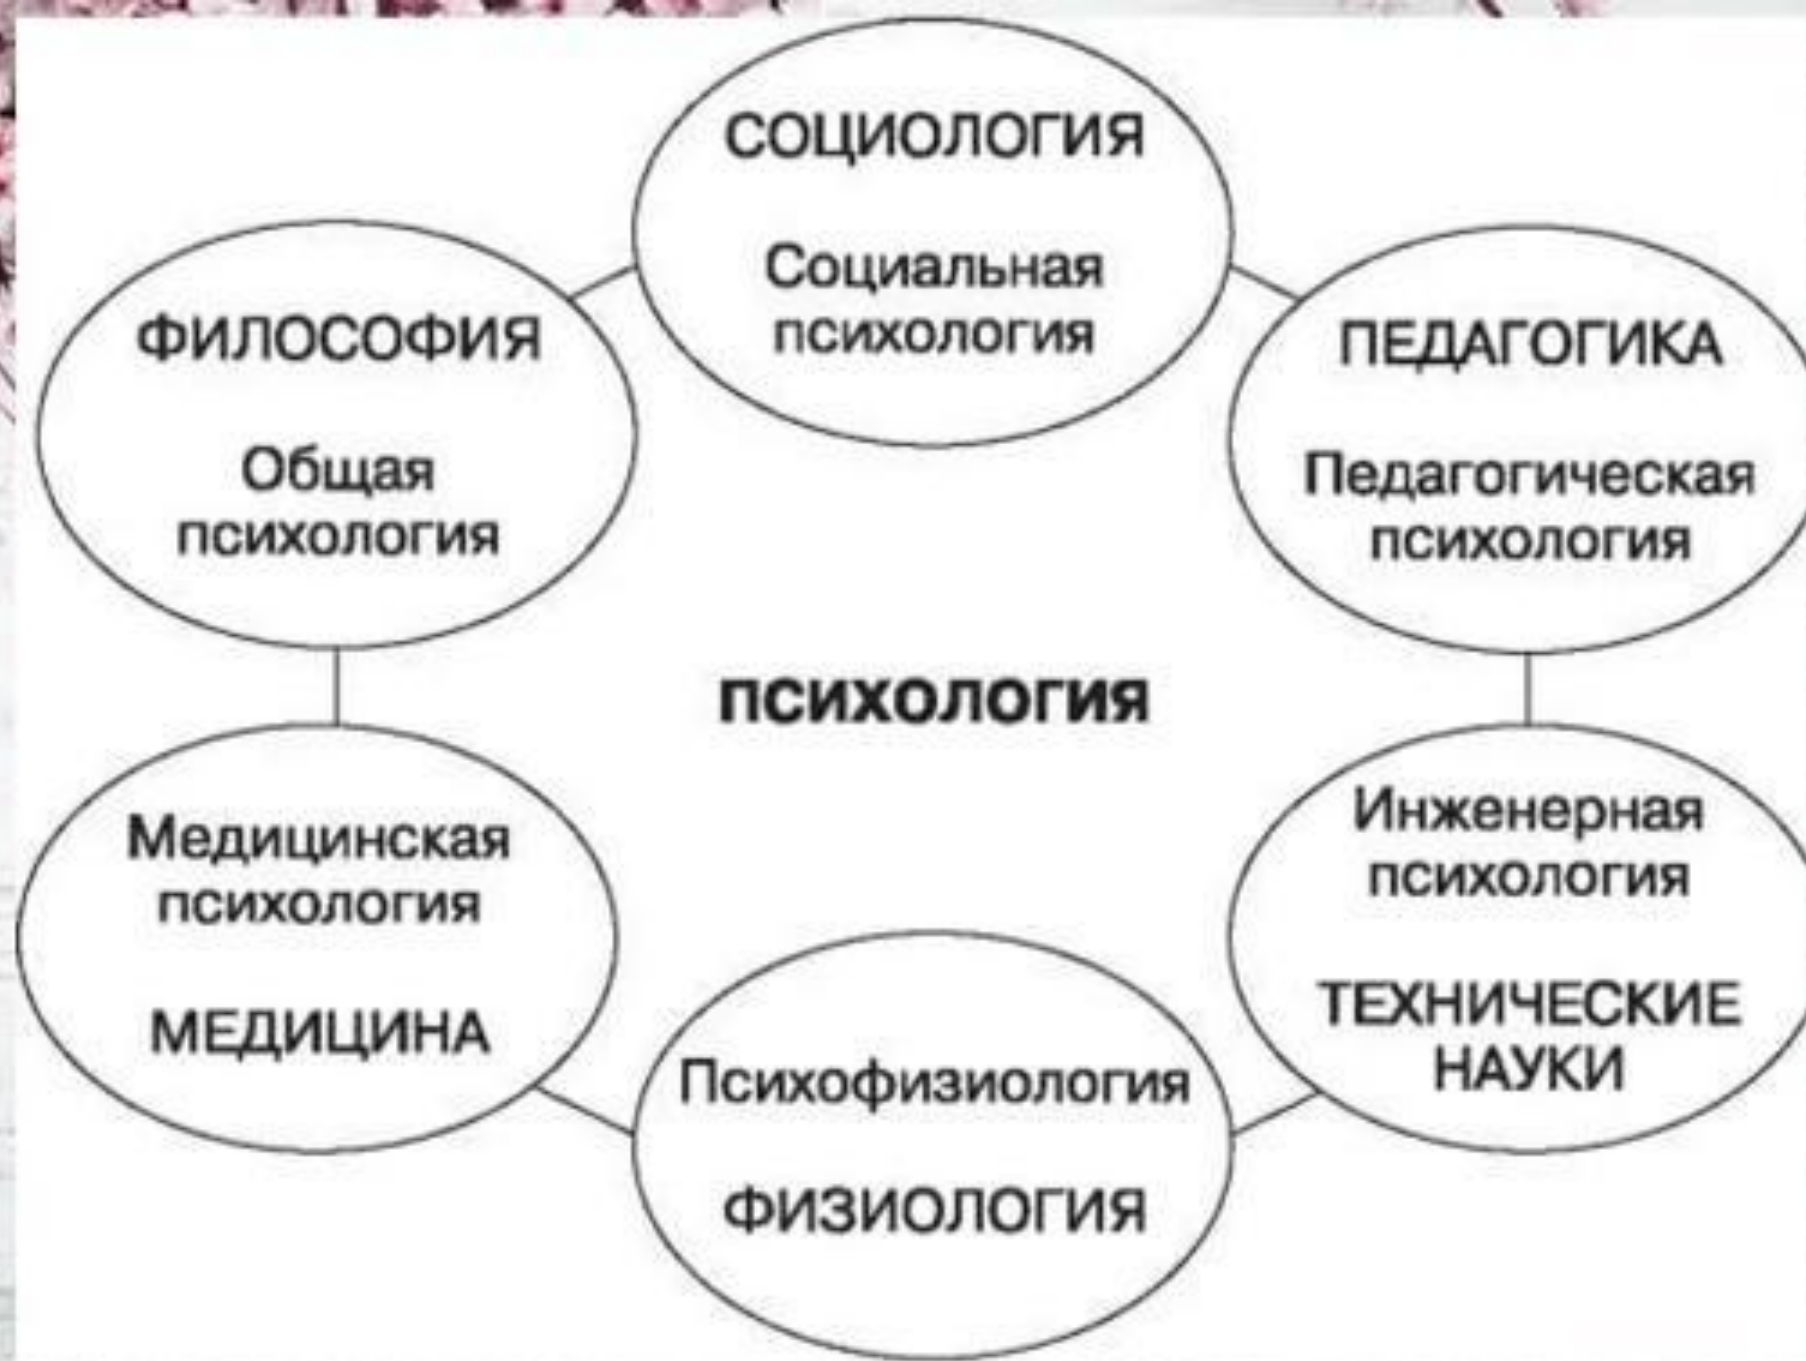 СОЦИОЛОГИЯ
Социальная
психология
ФИЛОСОФИЯ
Общая
психология
ПЕДАГОГИКА
Педагогическая
психология
ПСИХОЛОГИЯ
Медицинская
психология
МЕДИЦИНА
Инженерная
психология
ТЕХНИЧЕСКИЕ
НАУКИ
Психофизиология
ФИЗИОЛОГИЯ